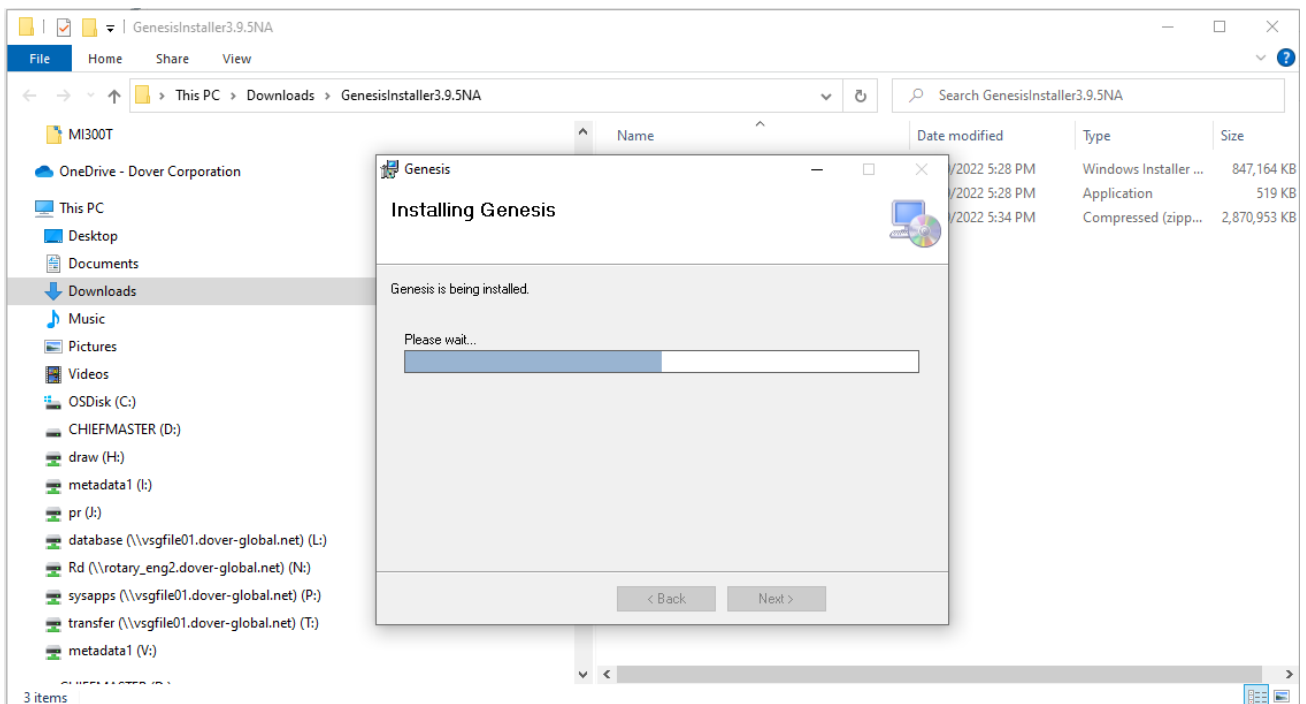 GenesisInstaller3.9.5NA
File Home Share View
This PC > Downloads > GenesisInstaller3.9.5NA
Search GenesisInstaller3.9.5NA
MI300T
OneDrive - Dover Corporation
This PC
Desktop
Documents
Downloads
Music
Pictures
Videos
OSDisk (C:)
CHIEFMASTER (D:)
draw (H:)
metadata1 (I:)
pr (J:)
database (\\vsgfile01.dover-global.net) (L:)
Rd (\\rotary_eng2.dover-global.net) (N:)
sysapps (\\vsgfile01.dover-global.net) (P:)
transfer (\\vsgfile01.dover-global.net) (T:)
metadata1 (V:)
Name Date modified Type Size
/2022 5:28 PM Windows Installer ... 847,164 KB
/2022 5:28 PM Application 519 KB
/2022 5:34 PM Compressed (zipp... 2,870,953 KB
Genesis
Installing Genesis
Genesis is being installed.
Please wait...
< Back Next >
3 items